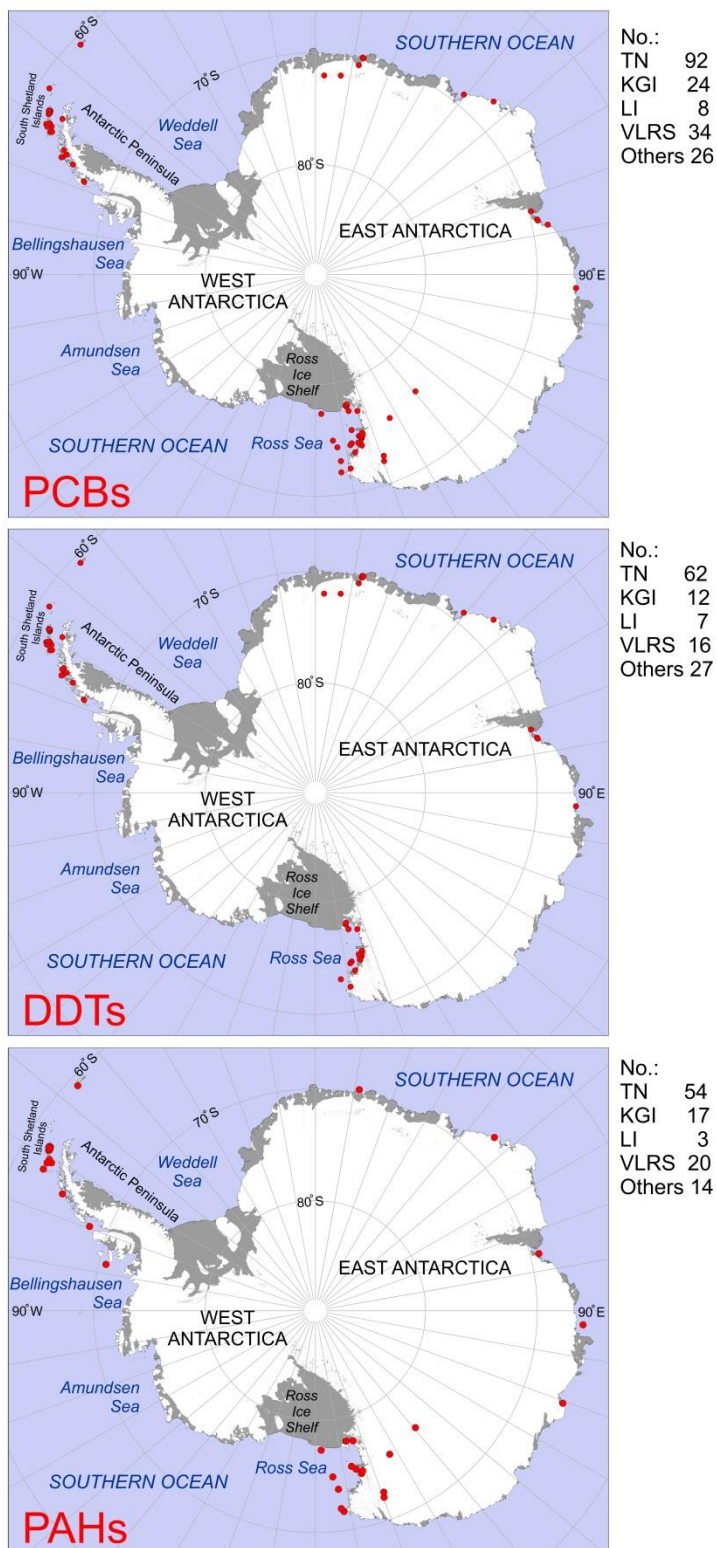 60°S
SOUTHERN OCEAN
70°S
South Shetland
Islands
Antarctic Peninsula
Weddell
Sea
80°S
EAST ANTARCTICA
Bellingshausen
Sea
90°W
90°E
WEST
ANTARCTICA
Amundsen
Sea
Ross
Ice
Shelf
SOUTHERN OCEAN
Ross Sea
PCBs
No.:
TN 92
KGI 24
LI 8
VLRS 34
Others 26
60°S
SOUTHERN OCEAN
70°S
South Shetland
Islands
Antarctic Peninsula
Weddell
Sea
80°S
EAST ANTARCTICA
Bellingshausen
Sea
90°W
90°E
WEST
ANTARCTICA
Amundsen
Sea
Ross
Ice
Shelf
SOUTHERN OCEAN
Ross Sea
DDTs
No.:
TN 62
KGI 12
LI 7
VLRS 16
Others 27
60°S
SOUTHERN OCEAN
70°S
South Shetland
Islands
Antarctic Peninsula
Weddell
Sea
80°S
EAST ANTARCTICA
Bellingshausen
Sea
90°W
90°E
WEST
ANTARCTICA
Amundsen
Sea
Ross
Ice
Shelf
SOUTHERN OCEAN
Ross Sea
PAHs
No.:
TN 54
KGI 17
LI 3
VLRS 20
Others 14